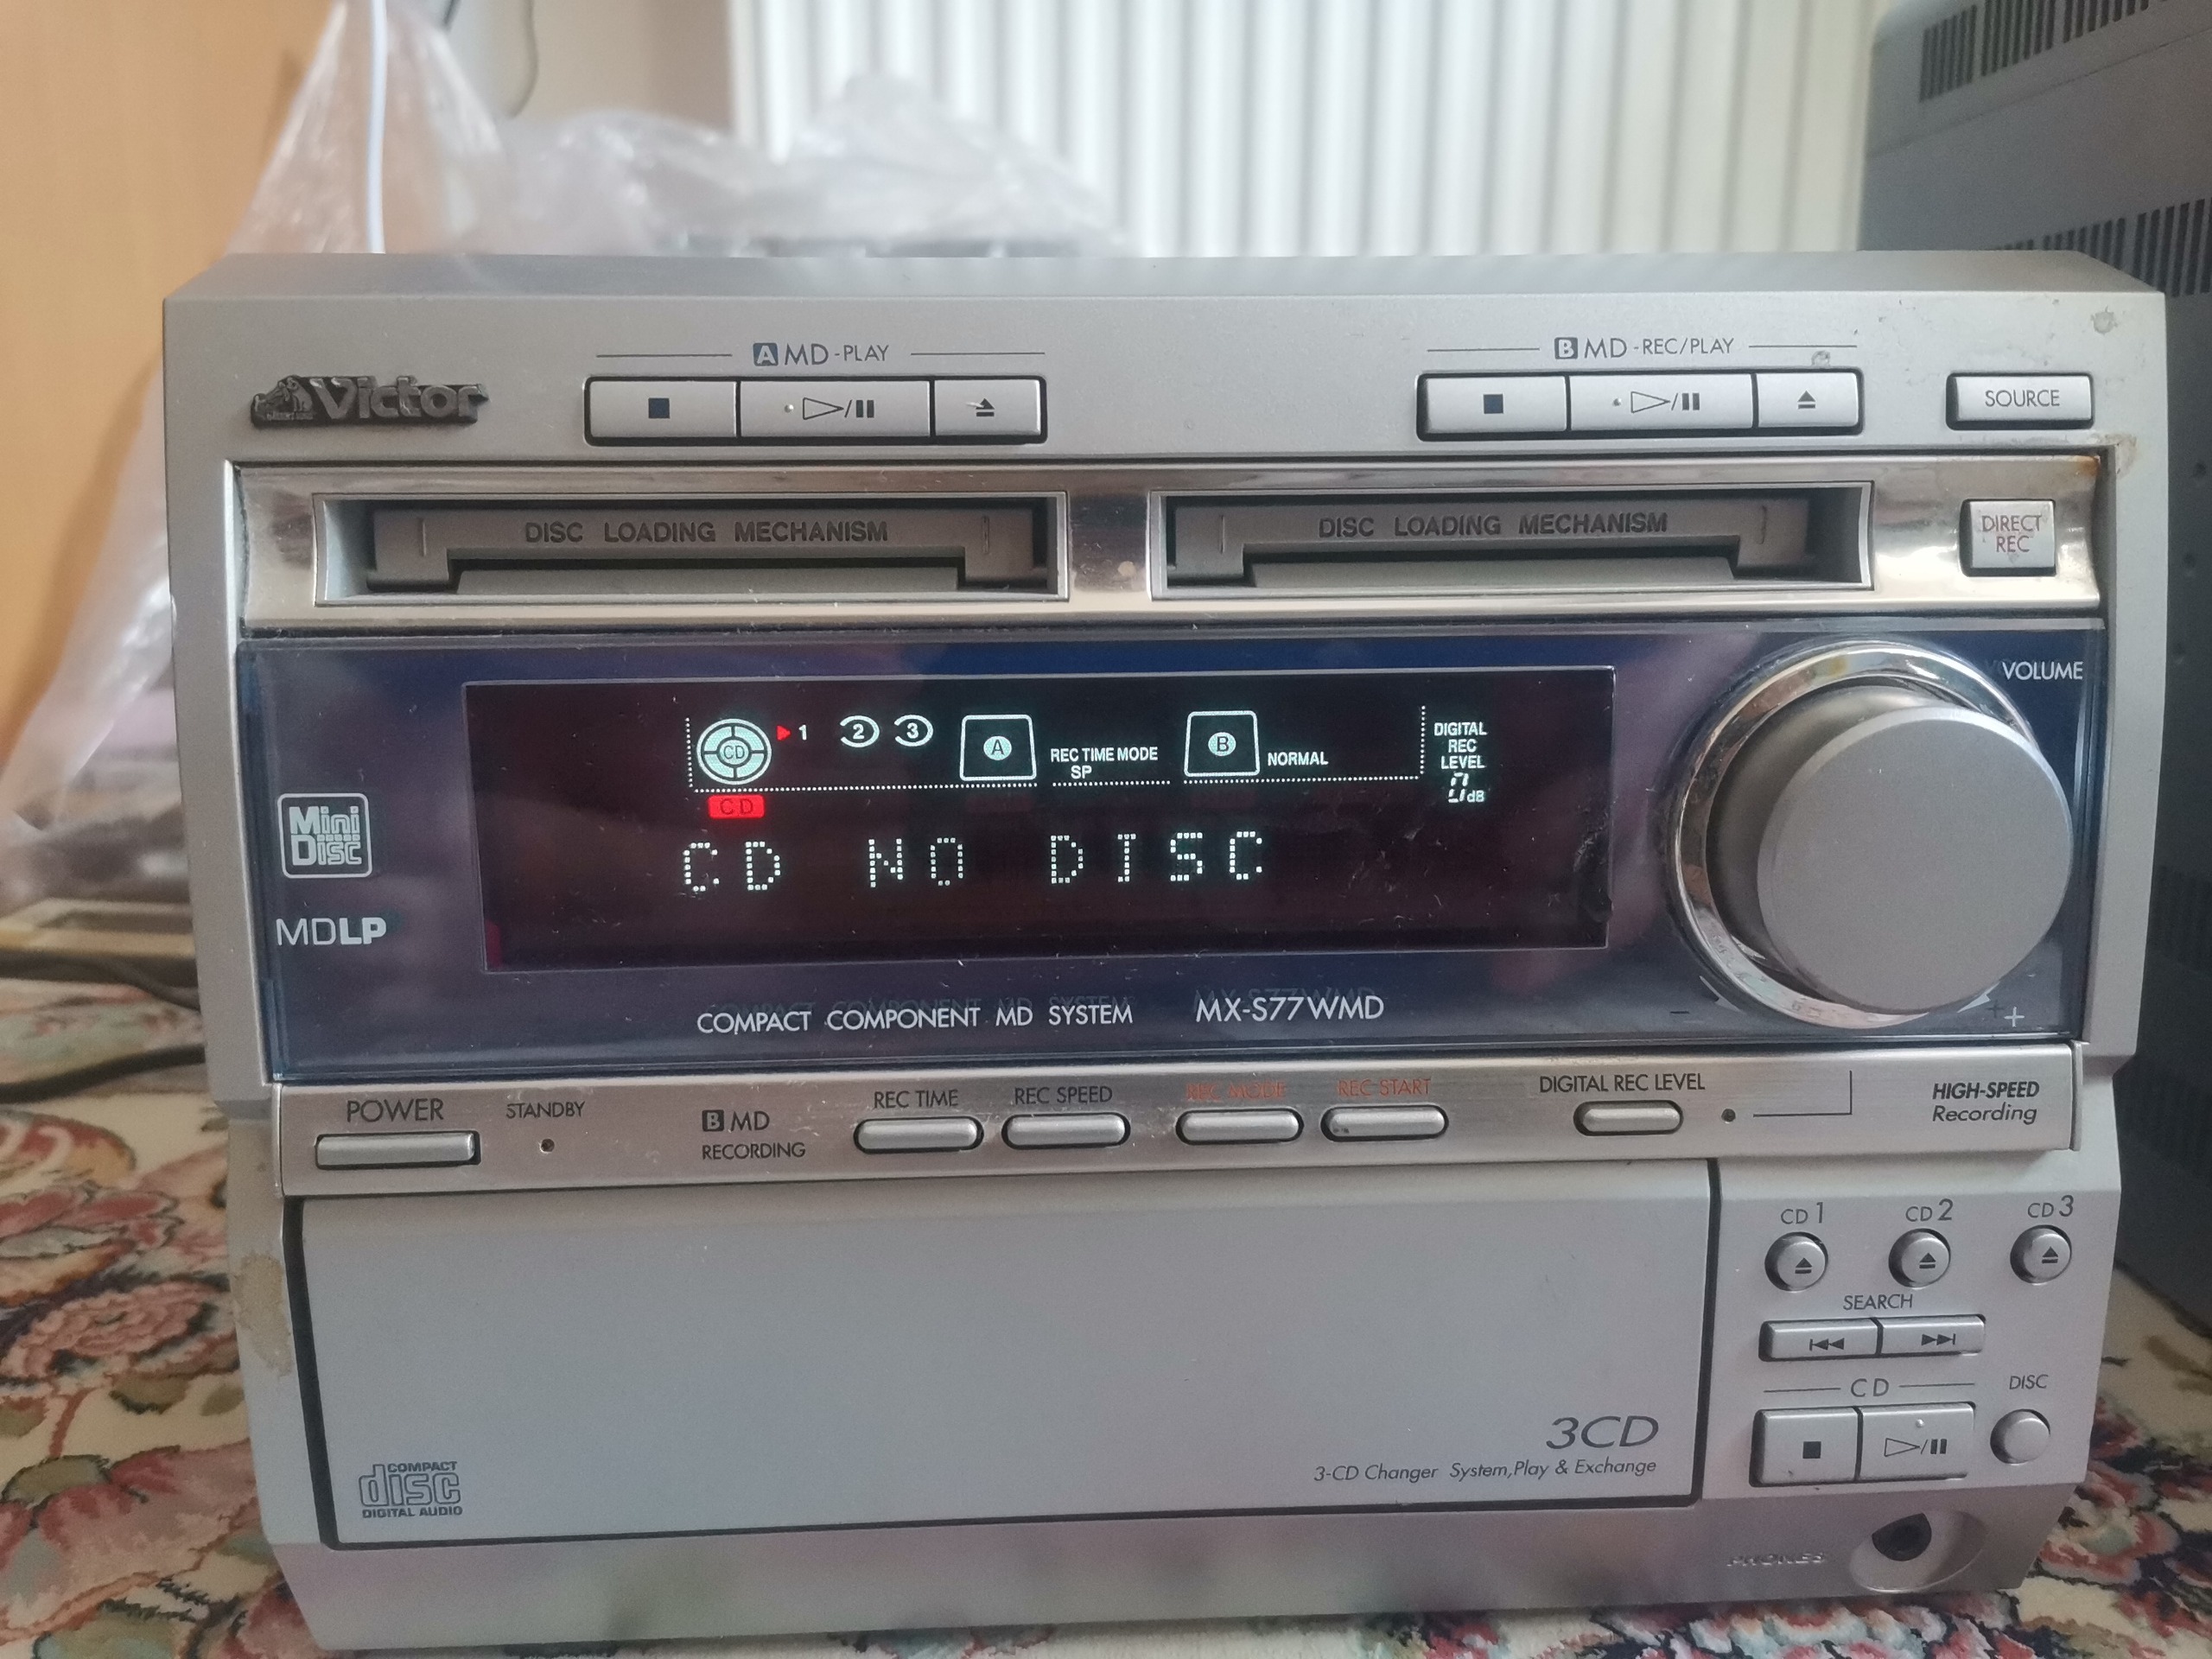 A MD-PLAY
B MD-REC/PLAY
Victor
SOURCE
DISC LOADING MECHANISM
DISC LOADING MECHANISM
DIRECT
REC
VOLUME
CD 1 2 3
A
REC TIME MODE
SP
B
NORMAL
DIGITAL
REC
LEVEL
0 dB
CD
CD NO DISC
Mini
Disc
MDLP
COMPACT COMPONENT MD SYSTEM MX-S77WMD
- +
POWER
STANDBY
B MD
RECORDING
REC TIME
REC SPEED
REC MODE
REC START
DIGITAL REC LEVEL
HIGH-SPEED
Recording
CD 1
CD 2
CD 3
SEARCH
CD
DISC
3CD
3-CD Changer System, Play & Exchange
COMPACT
disc
DIGITAL AUDIO
PHONES